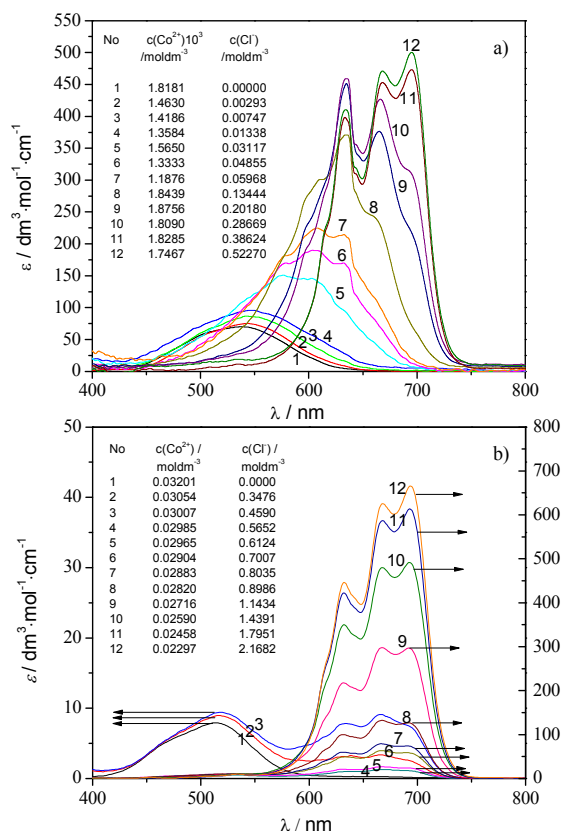 a)
No c(Co²⁺)10³ c(Cl⁻)
/moldm⁻³ /moldm⁻³
1 1.8181 0.00000
2 1.4630 0.00293
3 1.4186 0.00747
4 1.3584 0.01338
5 1.5650 0.03117
6 1.3333 0.04855
7 1.1876 0.05968
8 1.8439 0.13444
9 1.8756 0.20180
10 1.8090 0.28669
11 1.8285 0.38624
12 1.7467 0.52270
ε / dm³·mol⁻¹·cm⁻¹
550
500
450
400
350
300
250
200
150
100
50
0
12
11
10
9
8
7
6
5
3 4
2
1
400 500 600 700 800
λ / nm
b)
No c(Co²⁺) / c(Cl⁻) /
moldm⁻³ moldm⁻³
1 0.03201 0.0000
2 0.03054 0.3476
3 0.03007 0.4590
4 0.02985 0.5652
5 0.02965 0.6124
6 0.02904 0.7007
7 0.02883 0.8035
8 0.02820 0.8986
9 0.02716 1.1434
10 0.02590 1.4391
11 0.02458 1.7951
12 0.02297 2.1682
ε / dm³·mol⁻¹·cm⁻¹
50
40
30
20
10
0
800
700
600
500
400
300
200
100
0
12
11
10
9
8
7
6
5
4
1 2 3
400 500 600 700 800
λ / nm